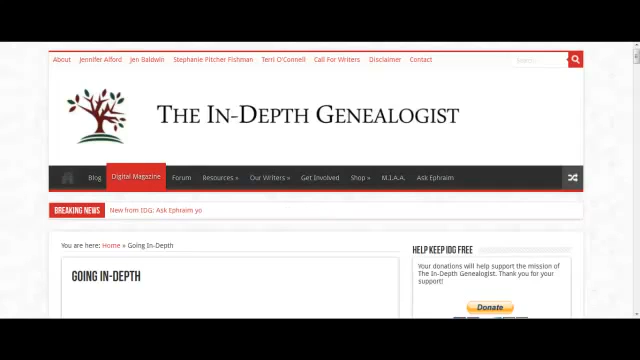 About Jennifer Alford Jen Baldwin Stephanie Pitcher Fishman Terri O'Connell Call For Writers Disclaimer Contact
THE IN-DEPTH GENEALOGIST
Blog Digital Magazine Forum Resources » Our Writers » Get Involved Shop » M.I.A.A. Ask Ephraim
BREAKING NEWS New from IDG: Ask Ephraim yo
You are here: Home » Going In-Depth
GOING IN-DEPTH
HELP KEEP IDG FREE
Your donations will help support the mission of
The In-Depth Genealogist. Thank you for your
support!
Donate